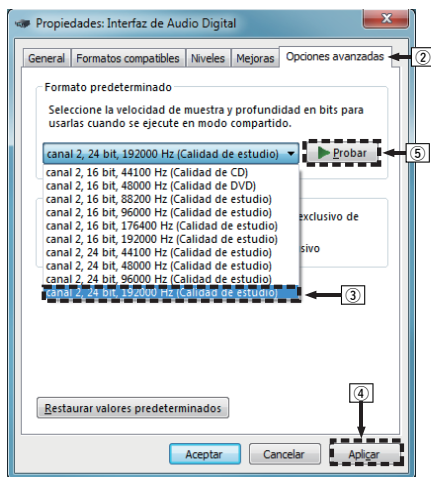 Propiedades: Interfaz de Audio Digital
General Formatos compatibles Niveles Mejoras Opciones avanzadas
②
Formato predeterminado
Seleccione la velocidad de muestra y profundidad en bits para
usarlas cuando se ejecute en modo compartido.
canal 2, 24 bit, 192000 Hz (Calidad de estudio)
Probar
⑤
canal 2, 16 bit, 44100 Hz (Calidad de CD)
canal 2, 16 bit, 48000 Hz (Calidad de DVD)
canal 2, 16 bit, 88200 Hz (Calidad de estudio)
canal 2, 16 bit, 96000 Hz (Calidad de estudio)
exclusivo de
canal 2, 16 bit, 176400 Hz (Calidad de estudio)
canal 2, 16 bit, 192000 Hz (Calidad de estudio)
canal 2, 24 bit, 44100 Hz (Calidad de estudio)
sivo
canal 2, 24 bit, 48000 Hz (Calidad de estudio)
canal 2, 24 bit, 96000 Hz (Calidad de estudio)
canal 2, 24 bit, 192000 Hz (Calidad de estudio)
③
④
Restaurar valores predeterminados
Aceptar Cancelar Aplicar